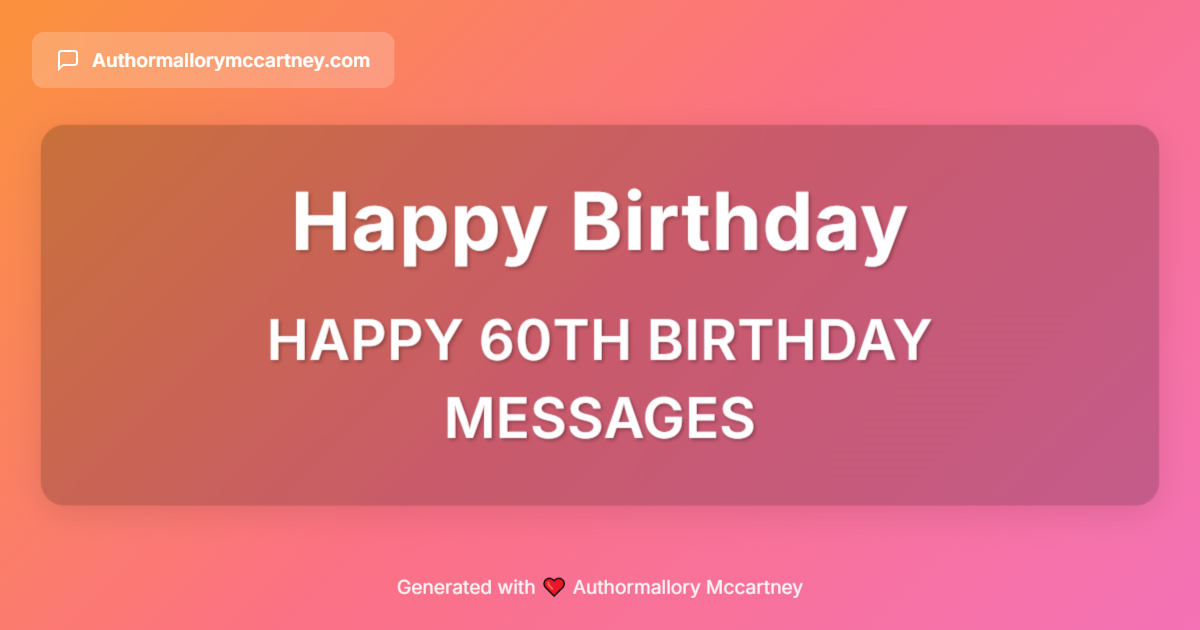 Authormallorymccartney.com
Happy Birthday
HAPPY 60TH BIRTHDAY
MESSAGES
Generated with ❤️ Authormallory Mccartney